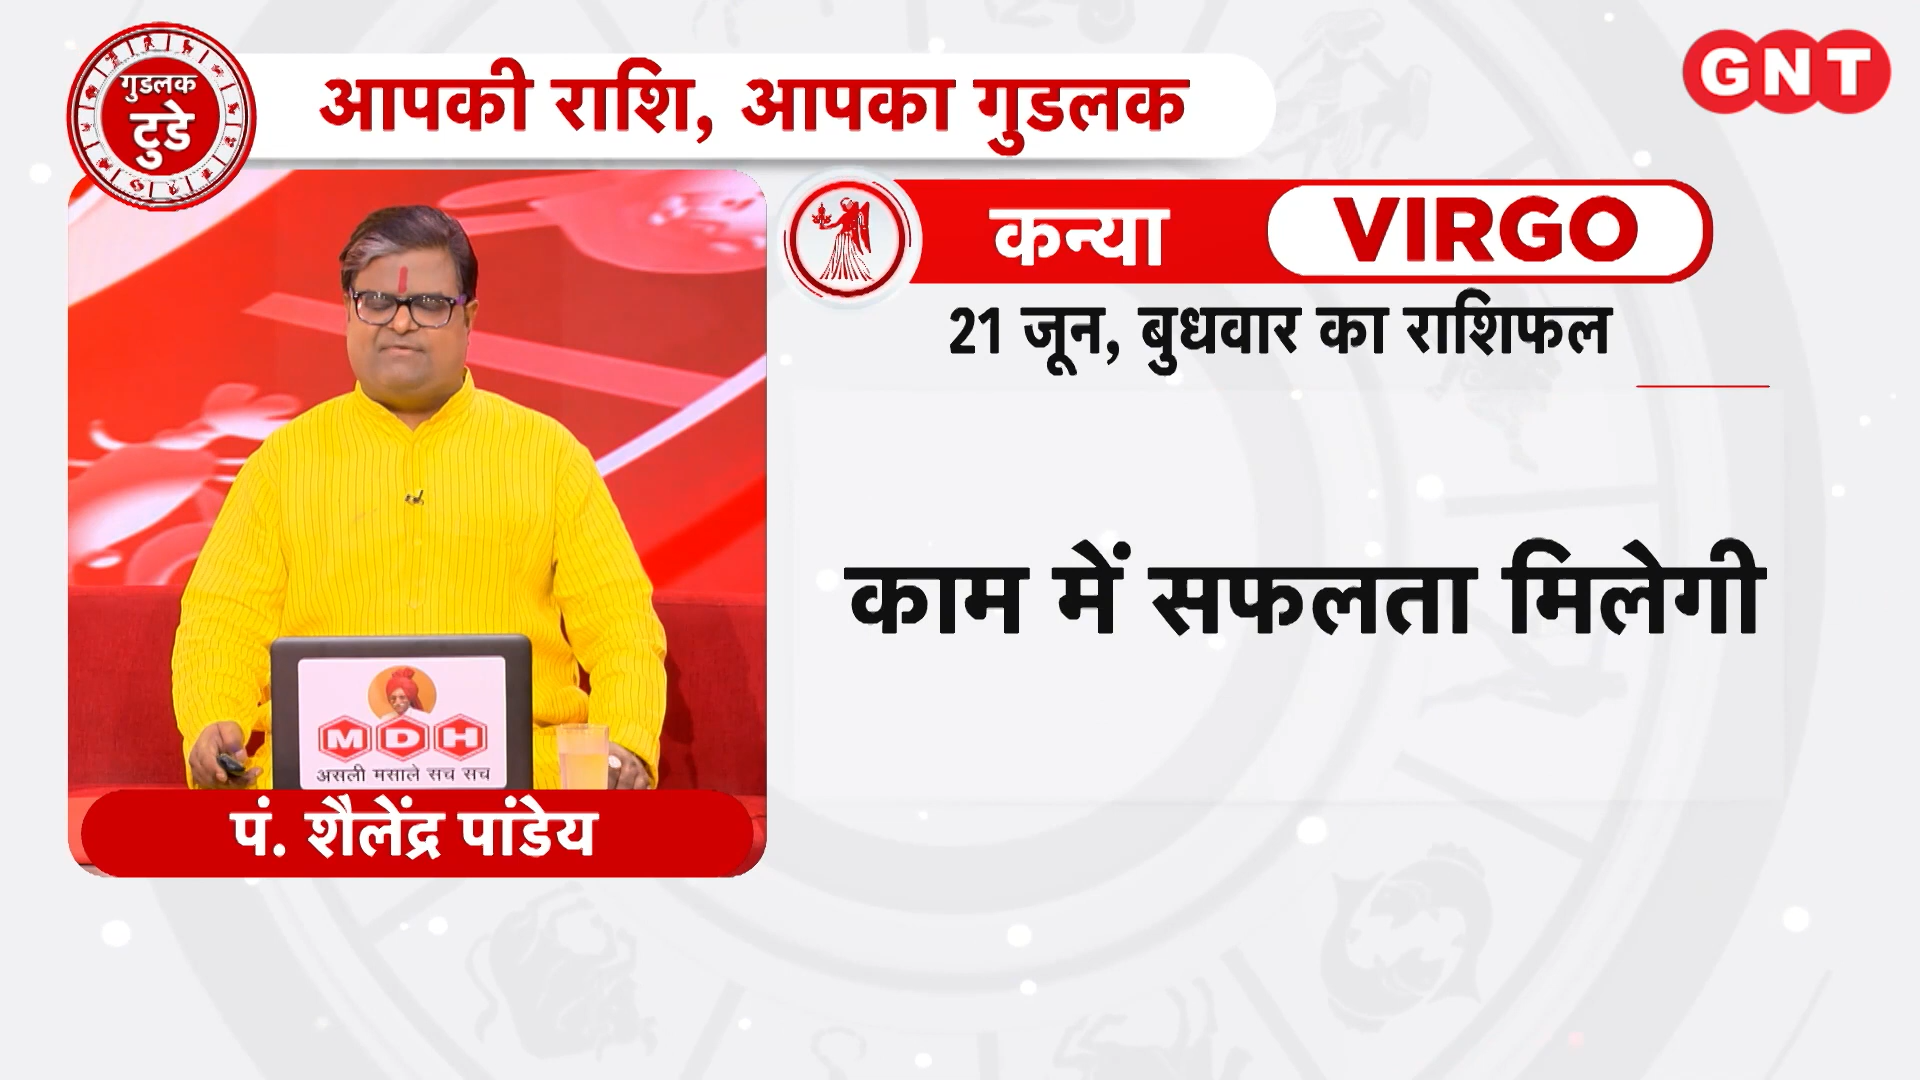 गुडलक
टुडे
आपकी राशि, आपका गुडलक
GNT
कन्या
VIRGO
21 जून, बुधवार का राशिफल
काम में सफलता मिलेगी
MDH
असली मसाले सच सच
पं. शैलेंद्र पांडेय